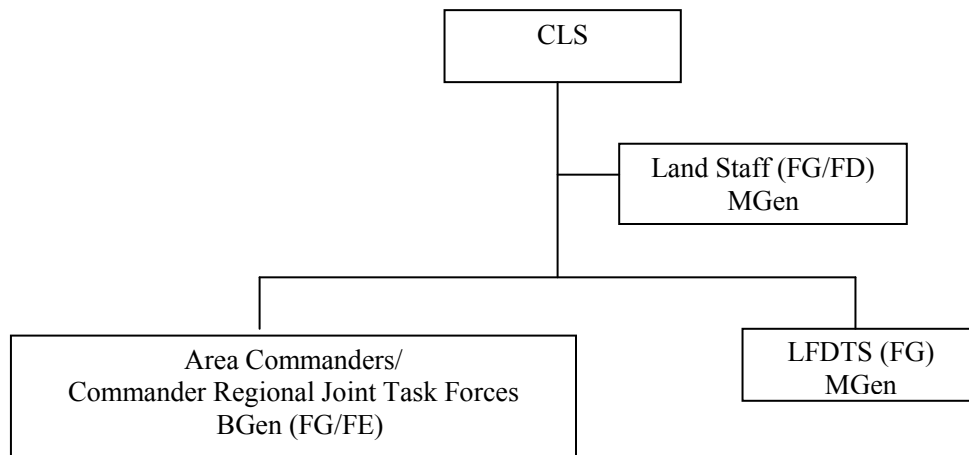 CLS
Land Staff (FG/FD)
MGen
Area Commanders/
Commander Regional Joint Task Forces
BGen (FG/FE)
LFDTS (FG)
MGen